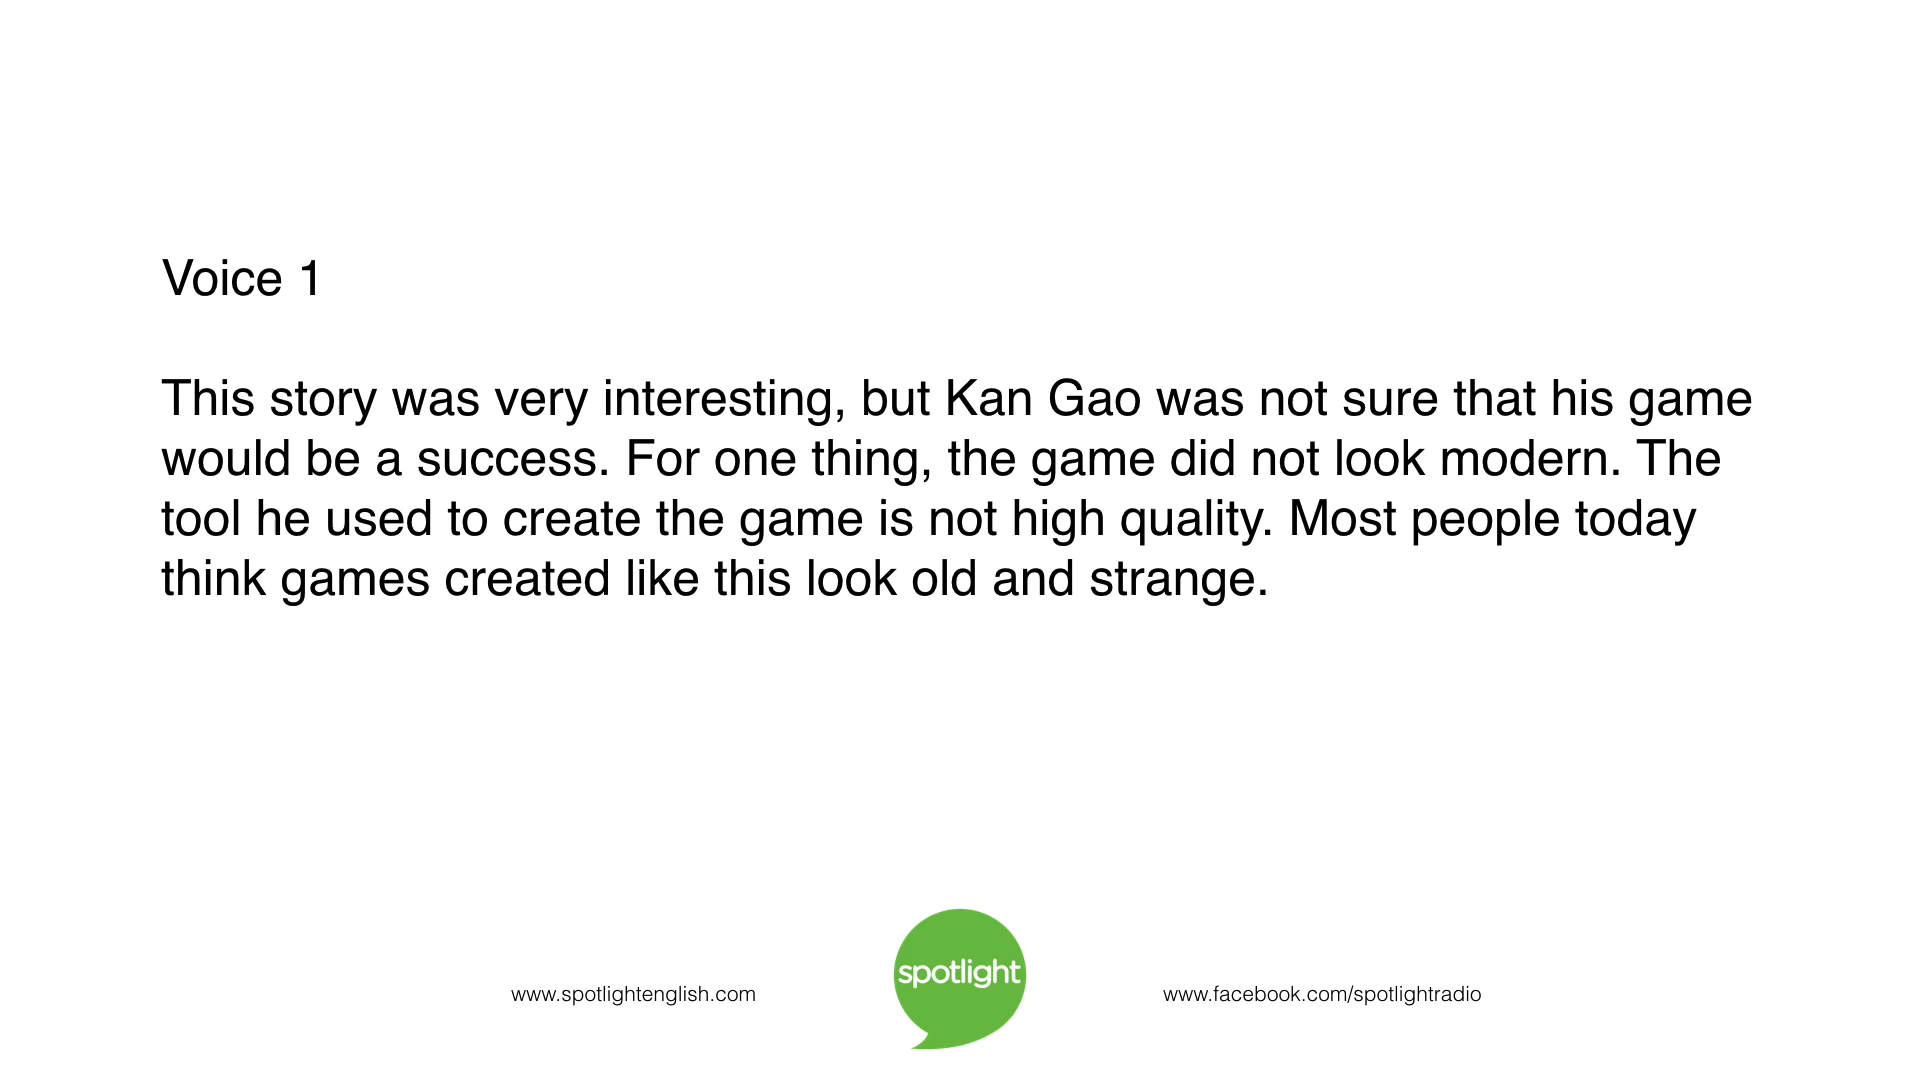 Voice 1
This story was very interesting, but Kan Gao was not sure that his game
would be a success. For one thing, the game did not look modern. The
tool he used to create the game is not high quality. Most people today
think games created like this look old and strange.
spotlight
www.spotlightenglish.com
www.facebook.com/spotlightradio